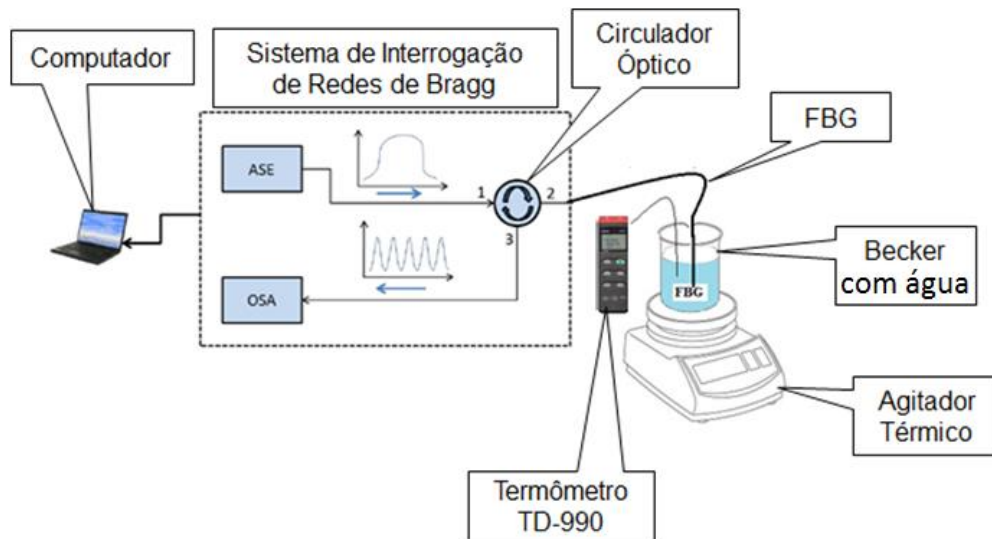 Computador
Sistema de Interrogação
de Redes de Bragg
Circulador
Óptico
FBG
ASE
1
2
3
OSA
FBG
Becker
com água
Agitador
Térmico
Termômetro
TD-990